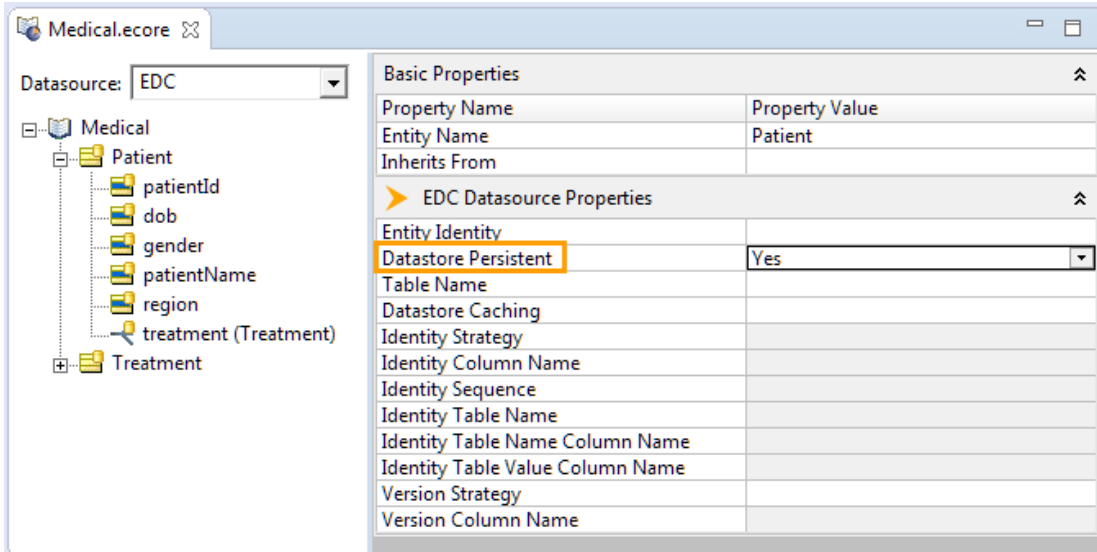 Medical.ecore
Datasource: EDC
Medical
Patient
patientId
dob
gender
patientName
region
treatment (Treatment)
Treatment
Basic Properties
Property Name Property Value
Entity Name Patient
Inherits From
EDC Datasource Properties
Entity Identity
Datastore Persistent Yes
Table Name
Datastore Caching
Identity Strategy
Identity Column Name
Identity Sequence
Identity Table Name
Identity Table Name Column Name
Identity Table Value Column Name
Version Strategy
Version Column Name